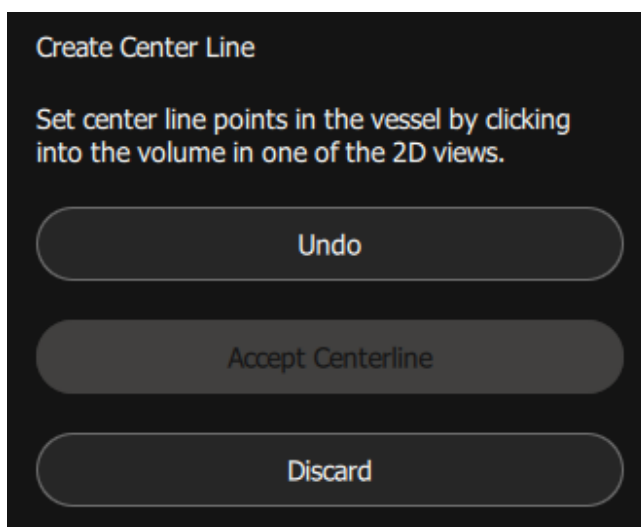 Create Center Line
Set center line points in the vessel by clicking
into the volume in one of the 2D views.
Undo
Accept Centerline
Discard